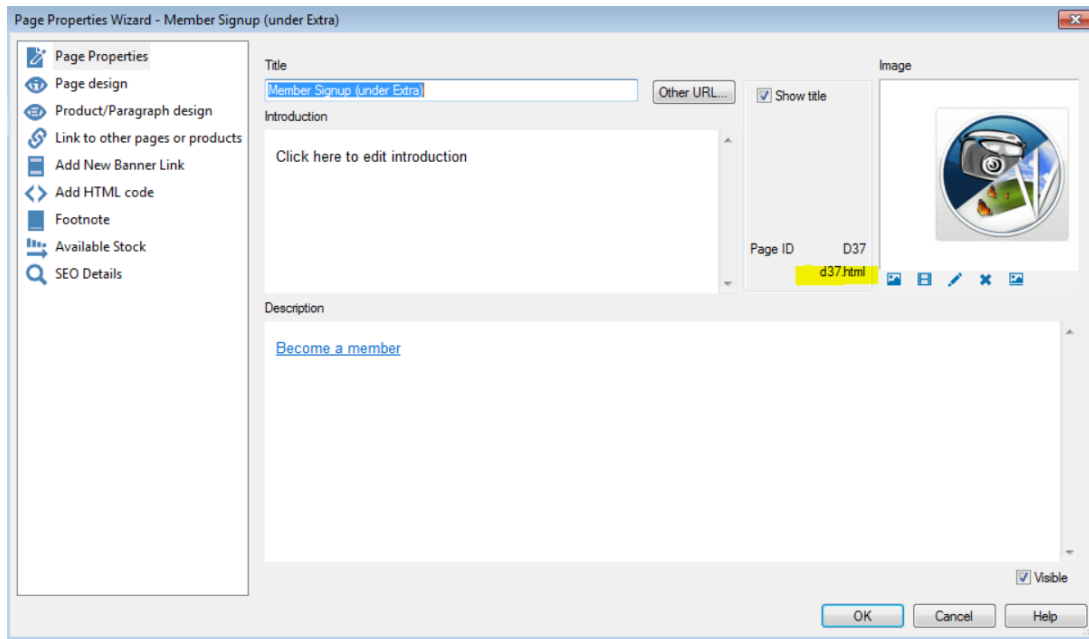 Page Properties Wizard - Member Signup (under Extra)
Page Properties
Page design
Product/Paragraph design
Link to other pages or products
Add New Banner Link
Add HTML code
Footnote
Available Stock
SEO Details
Title
Member Signup (under Extra)
Other URL...
Show title
Image
Introduction
Click here to edit introduction
Page ID D37
d37.html
Description
Become a member
Visible
OK Cancel Help